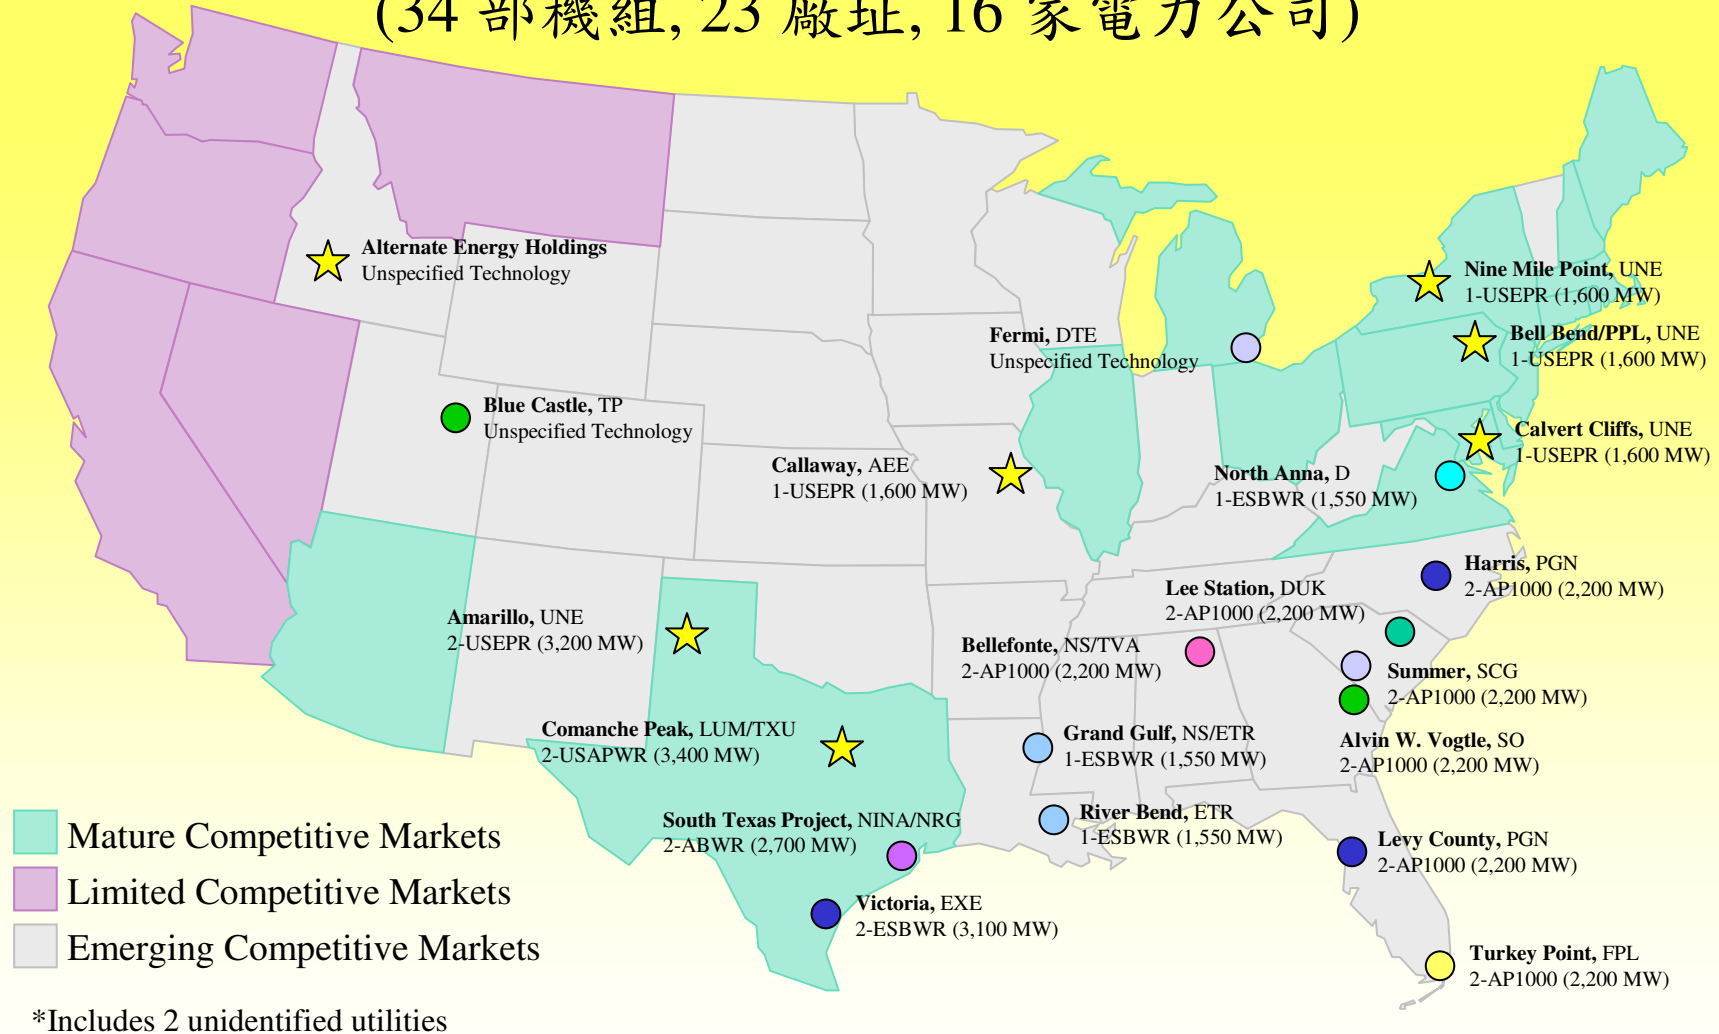 (34 部機組, 23 廠址, 16 家電力公司)
Alternate Energy Holdings
Unspecified Technology
Nine Mile Point, UNE
1-USEPR (1,600 MW)
Fermi, DTE
Unspecified Technology
Bell Bend/PPL, UNE
1-USEPR (1,600 MW)
Blue Castle, TP
Unspecified Technology
Calvert Cliffs, UNE
1-USEPR (1,600 MW)
Callaway, AEE
1-USEPR (1,600 MW)
North Anna, D
1-ESBWR (1,550 MW)
Harris, PGN
2-AP1000 (2,200 MW)
Lee Station, DUK
2-AP1000 (2,200 MW)
Amarillo, UNE
2-USEPR (3,200 MW)
Bellefonte, NS/TVA
2-AP1000 (2,200 MW)
Summer, SCG
2-AP1000 (2,200 MW)
Comanche Peak, LUM/TXU
2-USAPWR (3,400 MW)
Grand Gulf, NS/ETR
1-ESBWR (1,550 MW)
Alvin W. Vogtle, SO
2-AP1000 (2,200 MW)
South Texas Project, NINA/NRG
2-ABWR (2,700 MW)
River Bend, ETR
1-ESBWR (1,550 MW)
Levy County, PGN
2-AP1000 (2,200 MW)
Victoria, EXE
2-ESBWR (3,100 MW)
Turkey Point, FPL
2-AP1000 (2,200 MW)
Mature Competitive Markets
Limited Competitive Markets
Emerging Competitive Markets
*Includes 2 unidentified utilities